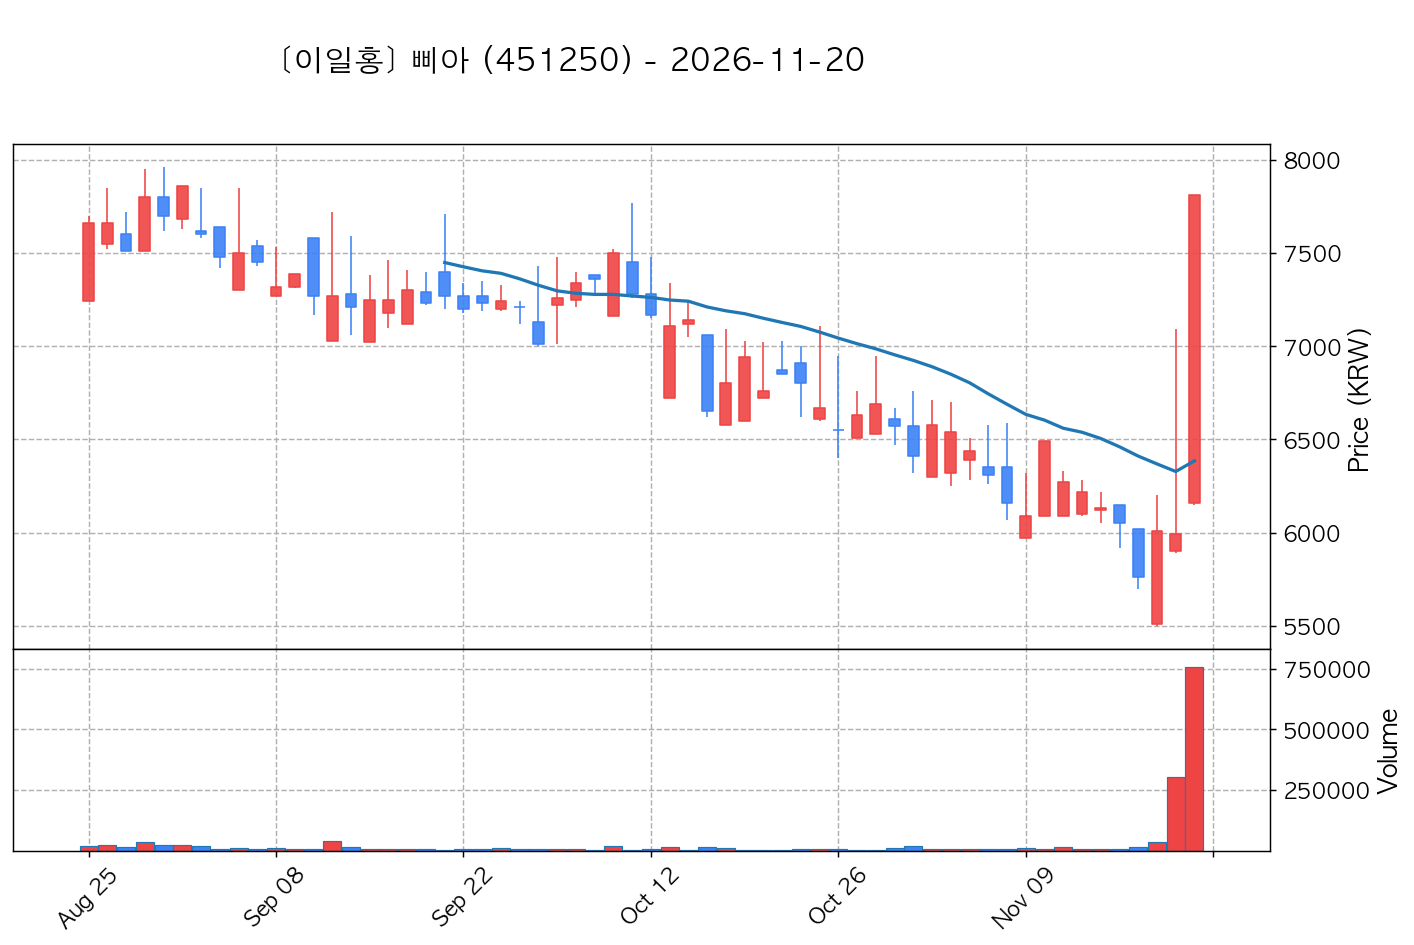 [이일홍] 삐아 (451250) - 2026-11-20
8000
7500
7000
6500
6000
5500
Price (KRW)
750000
500000
250000
Volume
Aug 25
Sep 08
Sep 22
Oct 12
Oct 26
Nov 09